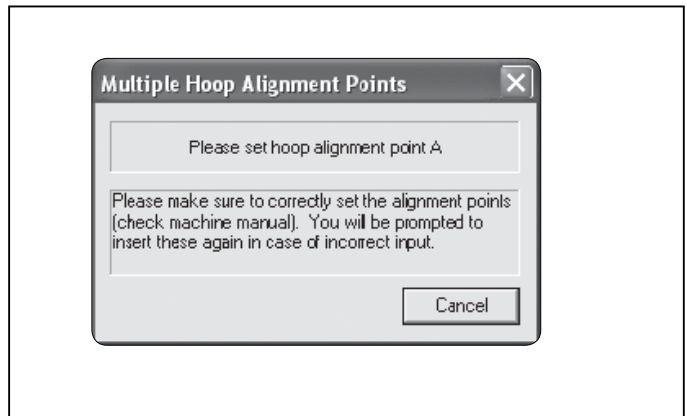 Multiple Hoop Alignment Points
Please set hoop alignment point A
Please make sure to correctly set the alignment points
(check machine manual). You will be prompted to
insert these again in case of incorrect input.
Cancel